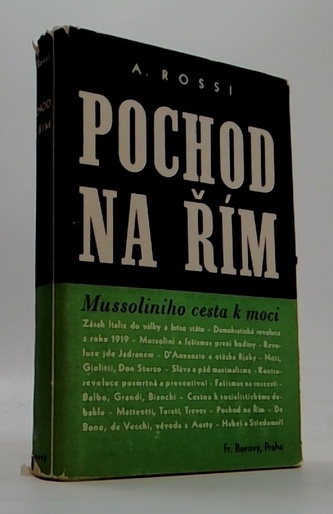 A. ROSSI
POCHOD
NA ŘÍM
Mussoliniho cesta k moci
Zásah Italie do války a krise státu - Demokratická revoluce
z roku 1919 - Mussolini a fašismus první hodiny - Revo-
luce jde Jadranem - D'Annunzio a otázka Rjeky - Nitti,
Giolitti, Don Sturzo - Sláva a pád maximalismu - Kontra-
revoluce posmrtná a preventivní - Fašismus na rozcestí -
Balbo, Grandi, Bianchi - Cestou k socialistickému de-
baklu - Matteotti, Turati, Treves - Pochod na Řím - De
Bono, de Vecchi, vévoda z Aosty - Habeš a Středomoří
Fr. Borový, Praha